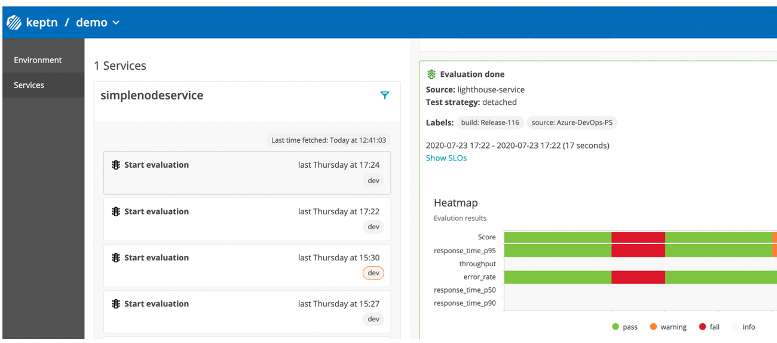 keptn / demo
Environment
Services
1 Services
simplenodeservice
Last time fetched: Today at 12:41:03
Start evaluation last Thursday at 17:24
dev
Start evaluation last Thursday at 17:22
dev
Start evaluation last Thursday at 15:30
dev
Start evaluation last Thursday at 15:27
dev
Evaluation done
Source: lighthouse-service
Test strategy: detached
Labels: build: Release-116 source: Azure-DevOps-PS
2020-07-23 17:22 - 2020-07-23 17:22 (17 seconds)
Show SLOs
Heatmap
Evalution results
Score
response_time_p95
throughput
error_rate
response_time_p50
response_time_p90
pass warning fail info